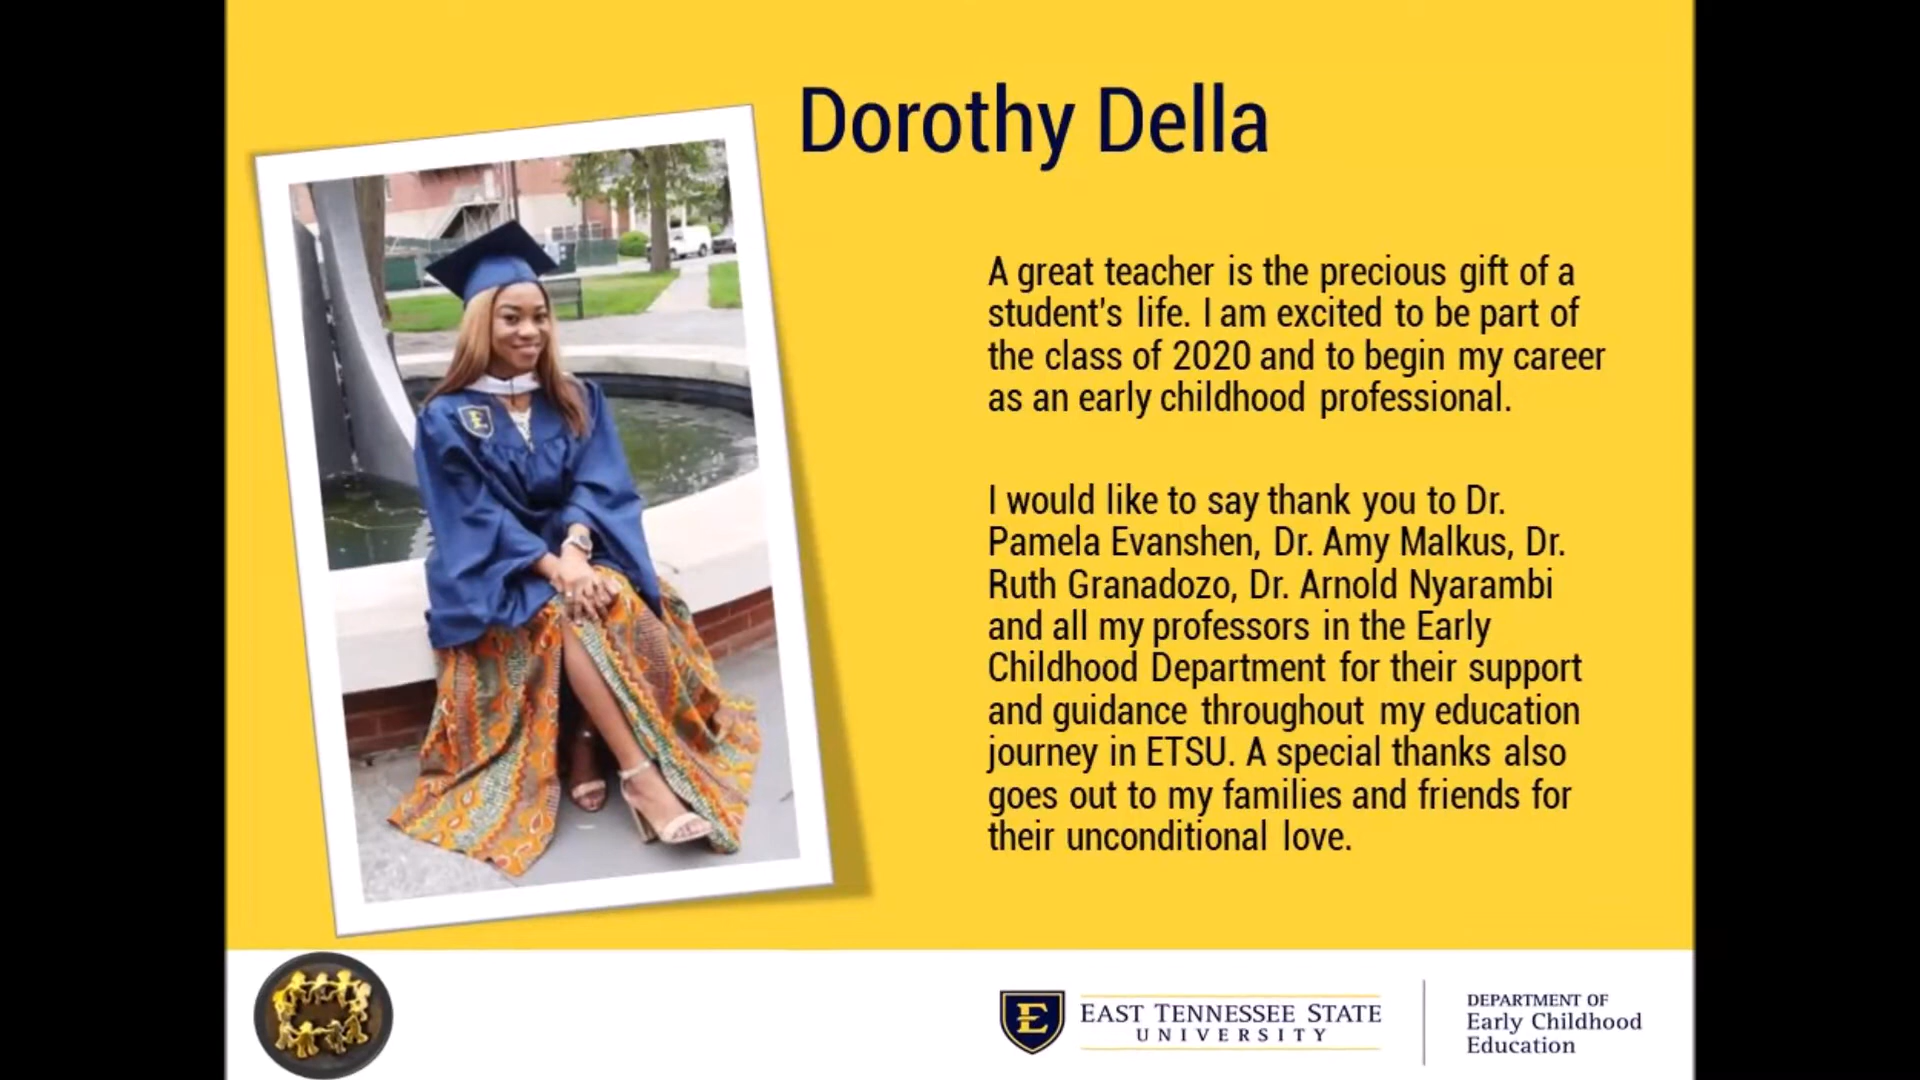 Dorothy Della
A great teacher is the precious gift of a
student's life. I am excited to be part of
the class of 2020 and to begin my career
as an early childhood professional.
I would like to say thank you to Dr.
Pamela Evanshen, Dr. Amy Malkus, Dr.
Ruth Granadozo, Dr. Arnold Nyarambi
and all my professors in the Early
Childhood Department for their support
and guidance throughout my education
journey in ETSU. A special thanks also
goes out to my families and friends for
their unconditional love.
E
E
EAST TENNESSEE STATE
UNIVERSITY
DEPARTMENT OF
Early Childhood
Education